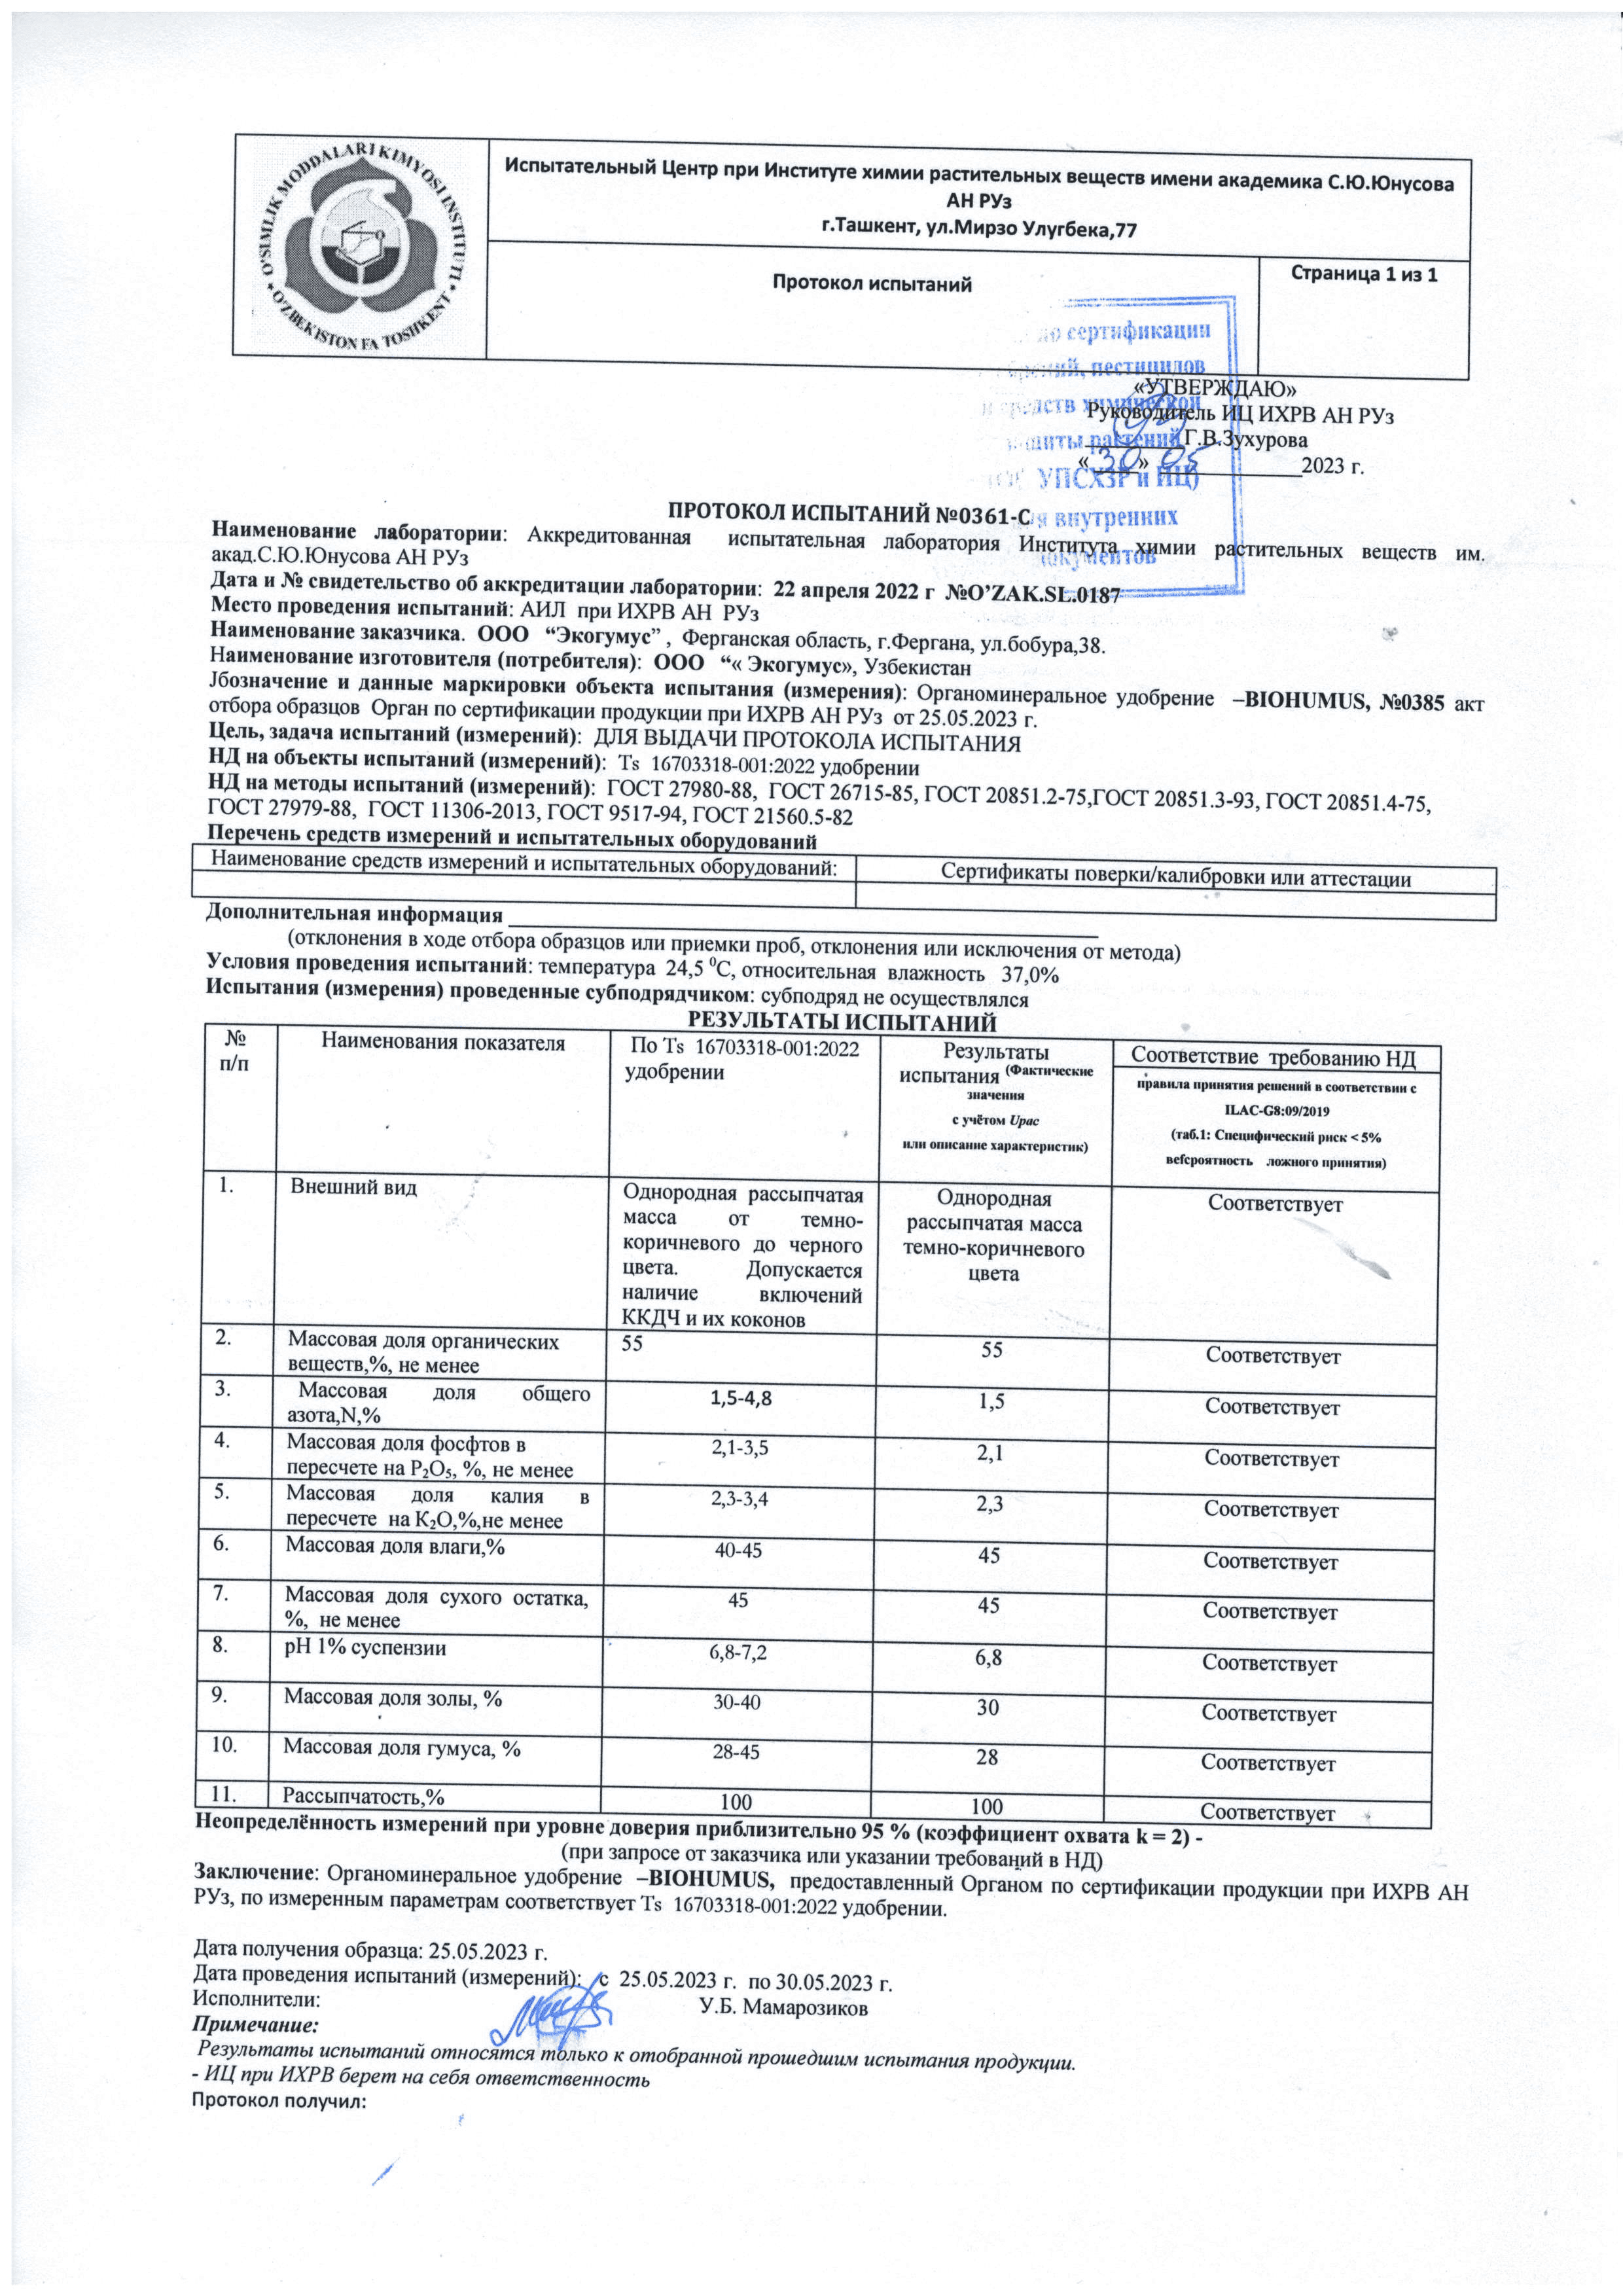 O'SIMLIK MODDALARI KIMYOSI INSTITUTI
O'ZBEKISTON FA TOSHKENT
Испытательный Центр при Институте химии растительных веществ имени академика С.Ю.Юнусова
АН РУз
г.Ташкент, ул.Мирзо Улугбека,77
Протокол испытаний
Страница 1 из 1
по сертификации
пестицидов
средств химической
защиты растений
УПСХЗР и ИЦ)
внутренних
документов
«УТВЕРЖДАЮ»
Руководитель ИЦ ИХРВ АН РУз
Г.В.Зухурова
«30» 05 2023 г.
ПРОТОКОЛ ИСПЫТАНИЙ №0361-С
Наименование лаборатории: Аккредитованная испытательная лаборатория Института химии растительных веществ им.
акад.С.Ю.Юнусова АН РУз
Дата и № свидетельство об аккредитации лаборатории: 22 апреля 2022 г №O’ZAK.SL.0187
Место проведения испытаний: АИЛ при ИХРВ АН РУз
Наименование заказчика. ООО “Экогумус” , Ферганская область, г.Фергана, ул.бобура,38.
Наименование изготовителя (потребителя): ООО “« Экогумус», Узбекистан
Jбозначение и данные маркировки объекта испытания (измерения): Органоминеральное удобрение –BIOHUMUS, №0385 акт
отбора образцов Орган по сертификации продукции при ИХРВ АН РУз от 25.05.2023 г.
Цель, задача испытаний (измерений): ДЛЯ ВЫДАЧИ ПРОТОКОЛА ИСПЫТАНИЯ
НД на объекты испытаний (измерений): Ts 16703318-001:2022 удобрении
НД на методы испытаний (измерений): ГОСТ 27980-88, ГОСТ 26715-85, ГОСТ 20851.2-75,ГОСТ 20851.3-93, ГОСТ 20851.4-75,
ГОСТ 27979-88, ГОСТ 11306-2013, ГОСТ 9517-94, ГОСТ 21560.5-82
Перечень средств измерений и испытательных оборудований
Наименование средств измерений и испытательных оборудований:
Сертификаты поверки/калибровки или аттестации
Дополнительная информация
(отклонения в ходе отбора образцов или приемки проб, отклонения или исключения от метода)
Условия проведения испытаний: температура 24,5 ⁰С, относительная влажность 37,0%
Испытания (измерения) проведенные субподрядчиком: субподряд не осуществлялся
РЕЗУЛЬТАТЫ ИСПЫТАНИЙ
№
п/п
Наименования показателя
По Ts 16703318-001:2022
удобрении
Результаты
испытания (Фактические
значения
с учётом Uрас
или описание характеристик)
Соответствие требованию НД
правила принятия решений в соответствии с
ILAC-G8:09/2019
(таб.1: Специфический риск < 5%
веѓсроятность ложного принятия)
1.
Внешний вид
Однородная рассыпчатая
масса от темно-
коричневого до черного
цвета. Допускается
наличие включений
ККДЧ и их коконов
Однородная
рассыпчатая масса
темно-коричневого
цвета
Соответствует
2.
Массовая доля органических
веществ,%, не менее
55
55
Соответствует
3.
Массовая доля общего
азота,N,%
1,5-4,8
1,5
Соответствует
4.
Массовая доля фосфтов в
пересчете на P₂O₅, %, не менее
2,1-3,5
2,1
Соответствует
5.
Массовая доля калия в
пересчете на K₂O,%,не менее
2,3-3,4
2,3
Соответствует
6.
Массовая доля влаги,%
40-45
45
Соответствует
7.
Массовая доля сухого остатка,
%, не менее
45
45
Соответствует
8.
рН 1% суспензии
6,8-7,2
6,8
Соответствует
9.
Массовая доля золы, %
30-40
30
Соответствует
10.
Массовая доля гумуса, %
28-45
28
Соответствует
11.
Рассыпчатость,%
100
100
Соответствует
Неопределённость измерений при уровне доверия приблизительно 95 % (коэффициент охвата k = 2) -
(при запросе от заказчика или указании требований в НД)
Заключение: Органоминеральное удобрение –BIOHUMUS, предоставленный Органом по сертификации продукции при ИХРВ АН
РУз, по измеренным параметрам соответствует Ts 16703318-001:2022 удобрении.
Дата получения образца: 25.05.2023 г.
Дата проведения испытаний (измерений): с 25.05.2023 г. по 30.05.2023 г.
Исполнители: У.Б. Мамарозиков
Примечание:
Результаты испытаний относятся только к отобранной прошедшим испытания продукции.
- ИЦ при ИХРВ берет на себя ответственность
Протокол получил: